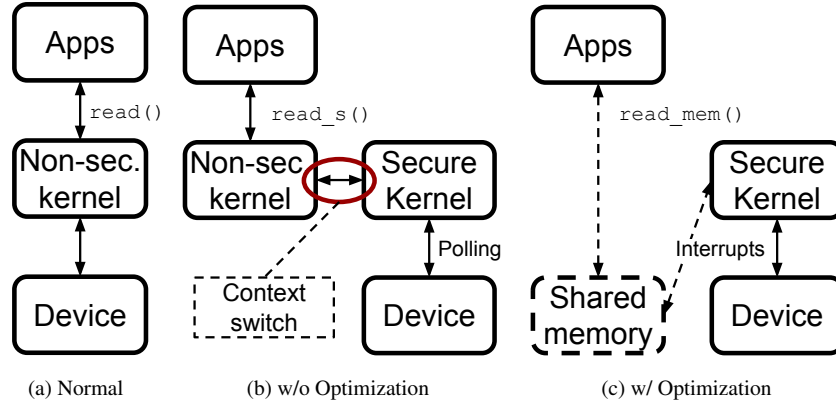 Apps
read()
Non-sec.
kernel
Device
(a) Normal
Apps
read_s()
Non-sec.
kernel
Secure
Kernel
Context
switch
Polling
Device
(b) w/o Optimization
Apps
read_mem()
Secure
Kernel
Interrupts
Shared
memory
Device
(c) w/ Optimization